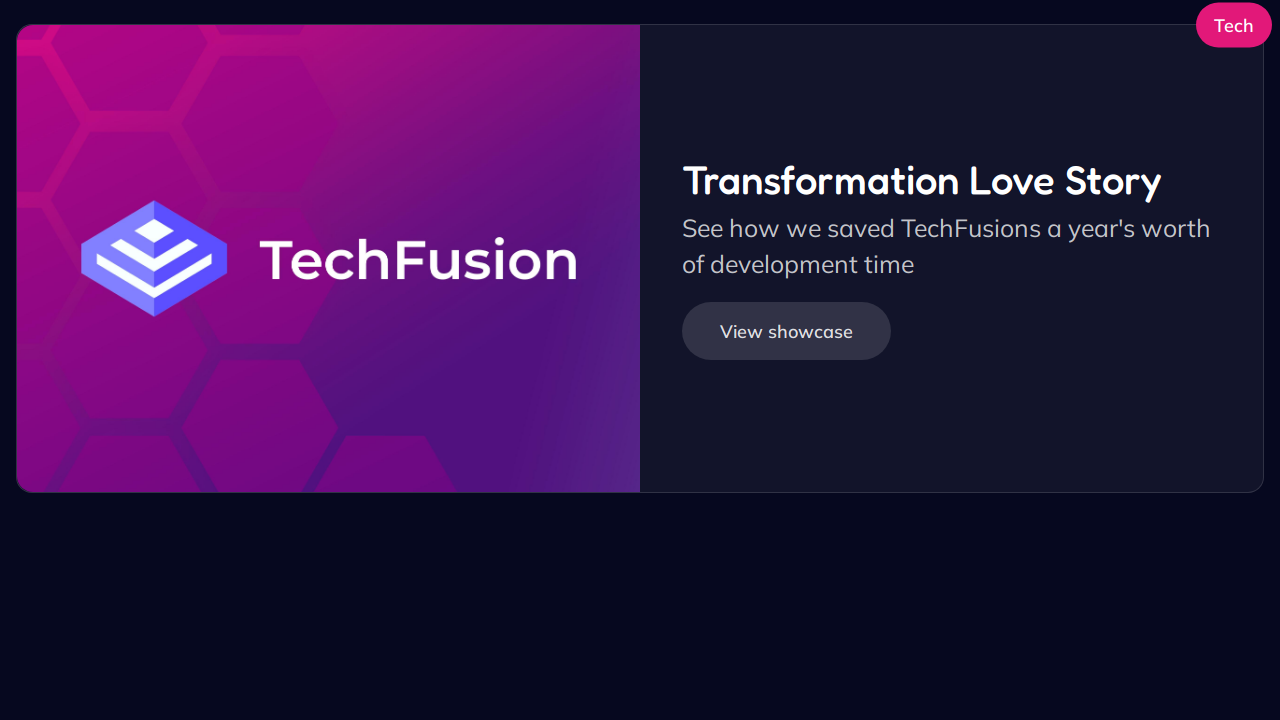 Tech
TechFusion
Transformation Love Story
See how we saved TechFusions a year's worth
of development time
View showcase